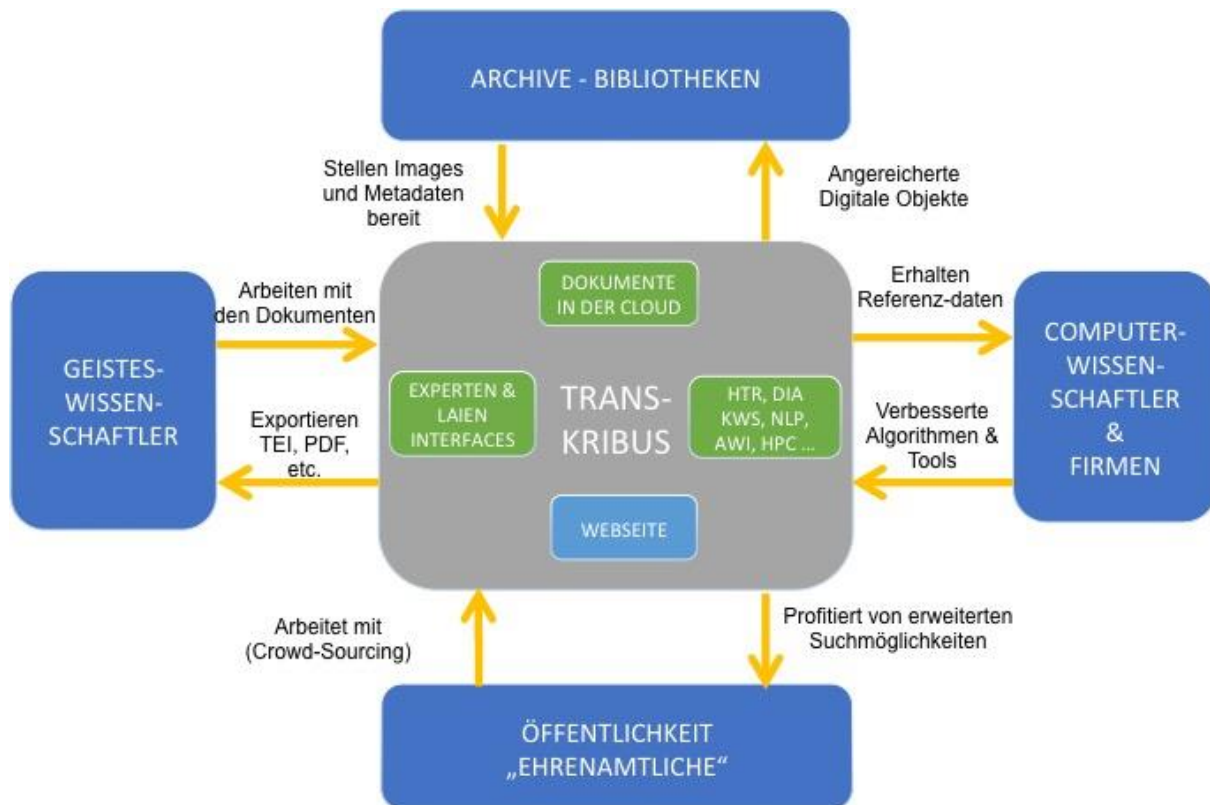 ARCHIVE - BIBLIOTHEKEN
Stellen Images
und Metadaten
bereit
Angereicherte
Digitale Objekte
GEISTES-
WISSEN-
SCHAFTLER
Arbeiten mit
den Dokumenten
Exportieren
TEI, PDF,
etc.
DOKUMENTE
IN DER CLOUD
EXPERTEN &
LAIEN
INTERFACES
TRANS-
KRIBUS
HTR, DIA
KWS, NLP,
AWI, HPC ...
WEBSEITE
Erhalten
Referenz-daten
Verbesserte
Algorithmen &
Tools
COMPUTER-
WISSEN-
SCHAFTLER
&
FIRMEN
Arbeitet mit
(Crowd-Sourcing)
Profitiert von erweiterten
Suchmöglichkeiten
ÖFFENTLICHKEIT
„EHRENAMTLICHE“